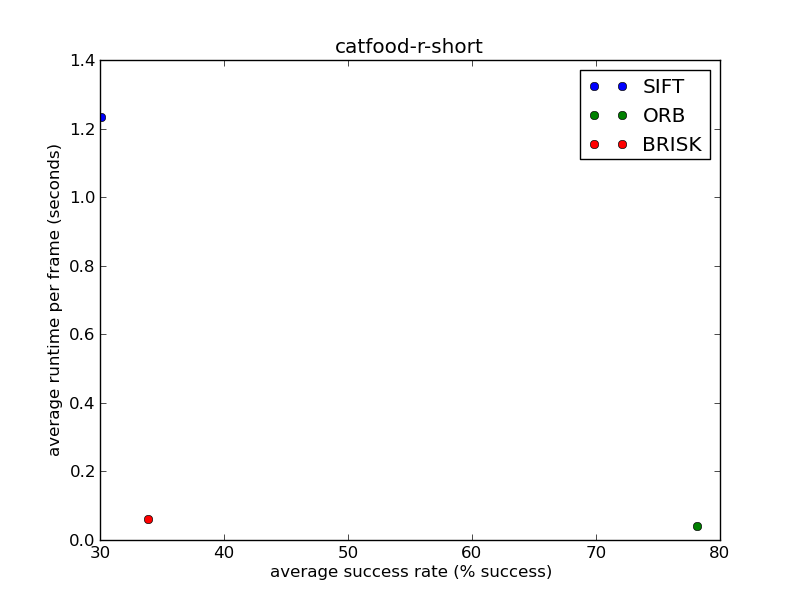 catfood-r-short
1.4
1.2
1.0
0.8
0.6
0.4
0.2
0.0
average runtime per frame (seconds)
SIFT
ORB
BRISK
30 40 50 60 70 80
average success rate (% success)